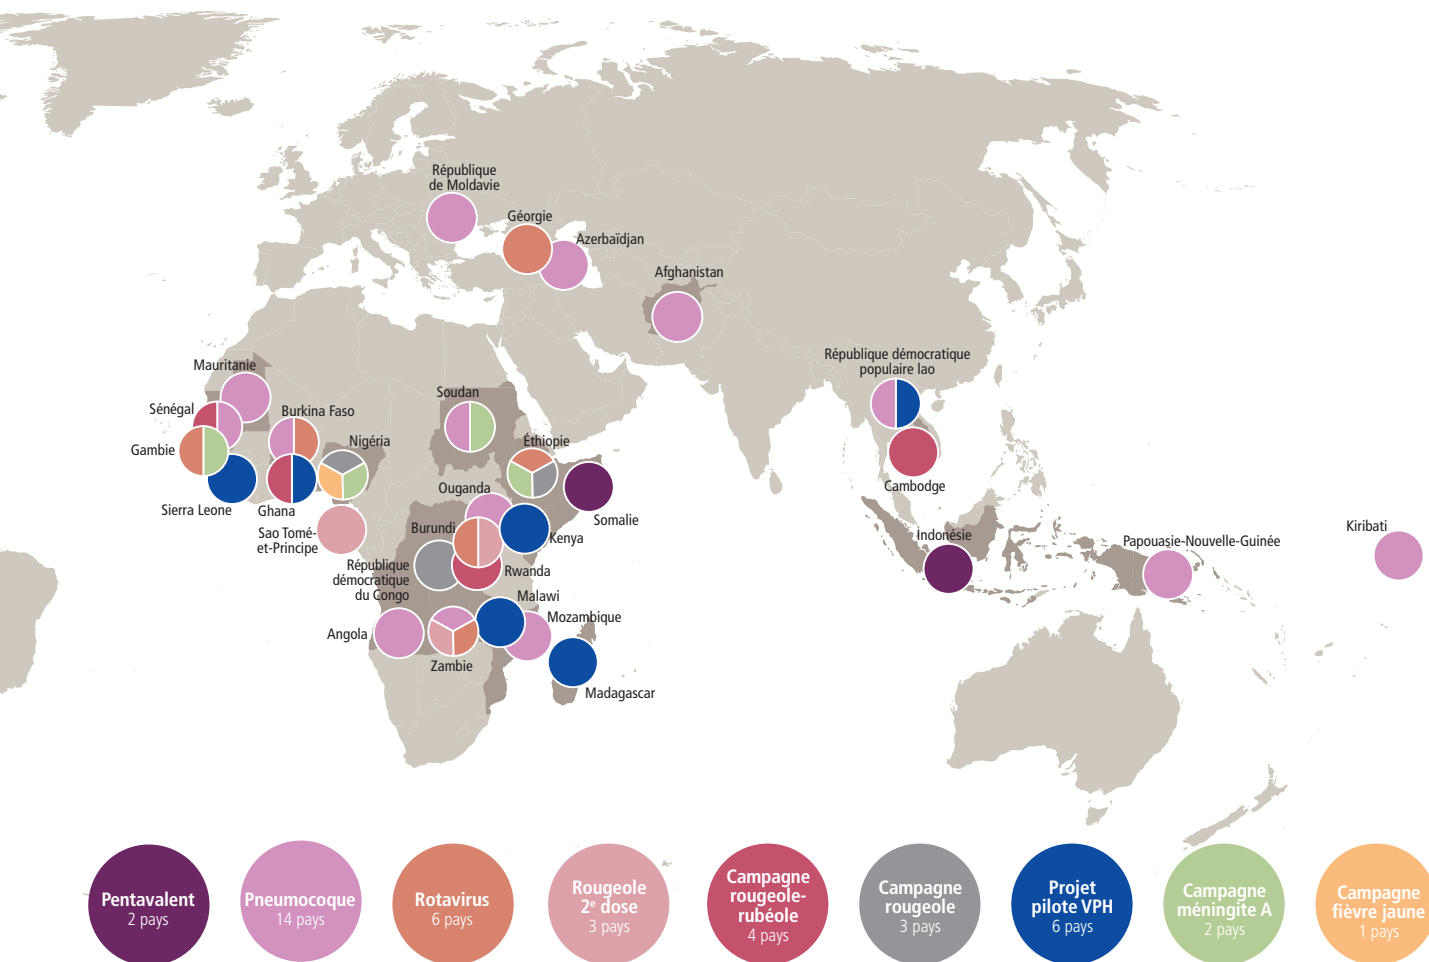 République
de Moldavie
Géorgie
Azerbaïdjan
Afghanistan
République démocratique
populaire lao
Mauritanie
Soudan
Sénégal
Burkina Faso
Nigéria
Éthiopie
Gambie
Ouganda
Cambodge
Sierra Leone
Ghana
Somalie
Sao Tomé-
et-Principe
Burundi
Kenya
Indonésie
Papouasie-Nouvelle-Guinée
Kiribati
République
démocratique
du Congo
Rwanda
Malawi
Mozambique
Angola
Zambie
Madagascar
Pentavalent
2 pays
Pneumocoque
14 pays
Rotavirus
6 pays
Rougeole
2e dose
3 pays
Campagne
rougeole-
rubéole
4 pays
Campagne
rougeole
3 pays
Projet
pilote VPH
6 pays
Campagne
méningite A
2 pays
Campagne
fièvre jaune
1 pays